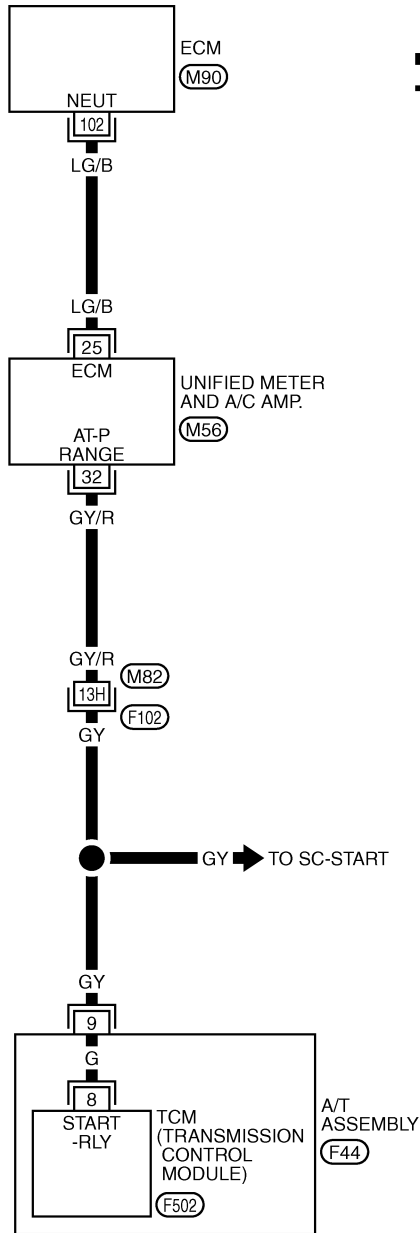 ECM
M90
NEUT
102
LG/B
LG/B
25
ECM
UNIFIED METER
AND A/C AMP.
M56
AT-P
RANGE
32
GY/R
GY/R
M82
13H
F102
GY
GY TO SC-START
GY
9
G
8
START
-RLY
TCM
(TRANSMISSION
CONTROL
MODULE)
F502
A/T
ASSEMBLY
F44